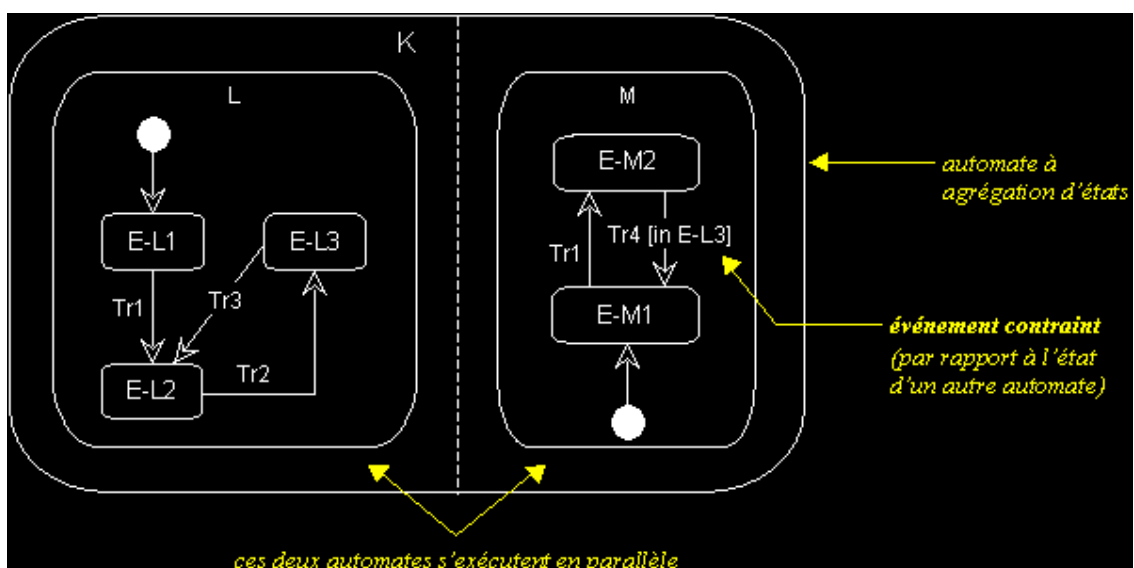 K
L
M
E-M2
automate à
agrégation d'états
E-L1
E-L3
Tr4 [in E-L3]
Tr1
Tr3
Tr1
E-M1
événement contraint
(par rapport à l'état
d'un autre automate)
Tr2
E-L2
ces deux automates s'exécutent en parallèle